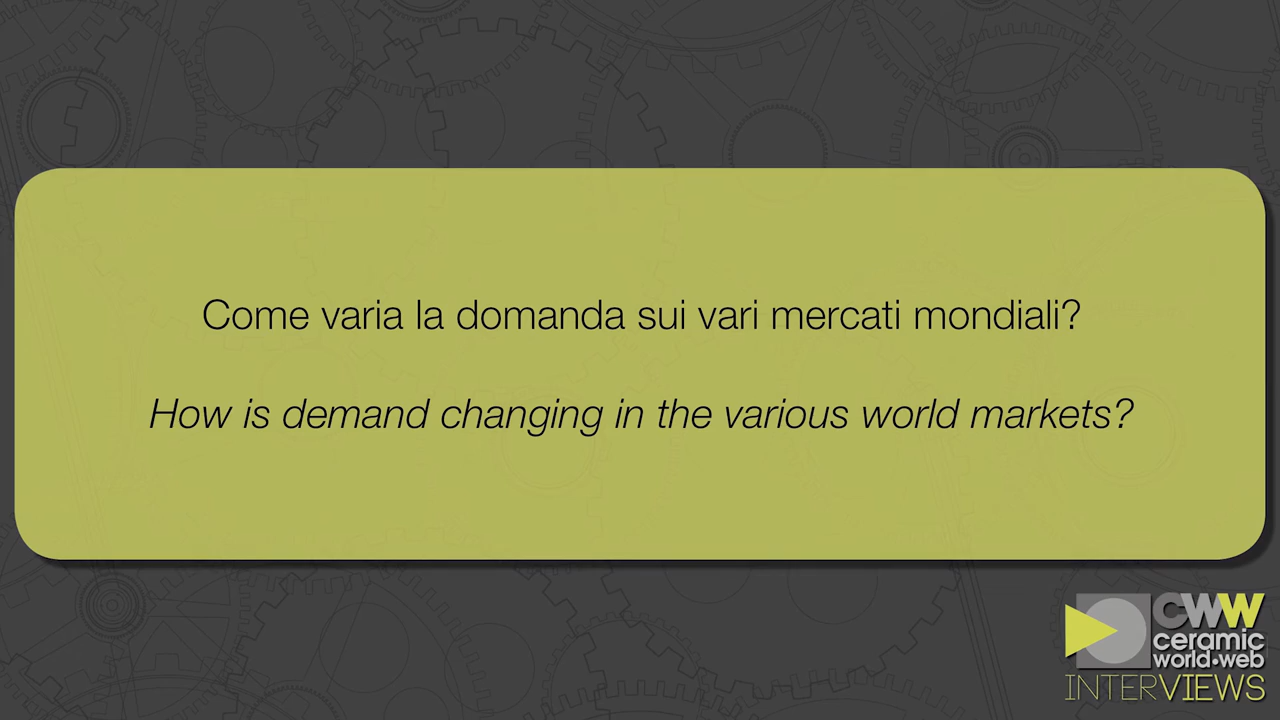 Come varia la domanda sui vari mercati mondiali?
How is demand changing in the various world markets?
CWW
ceramic
world•web
INTERVIEWS